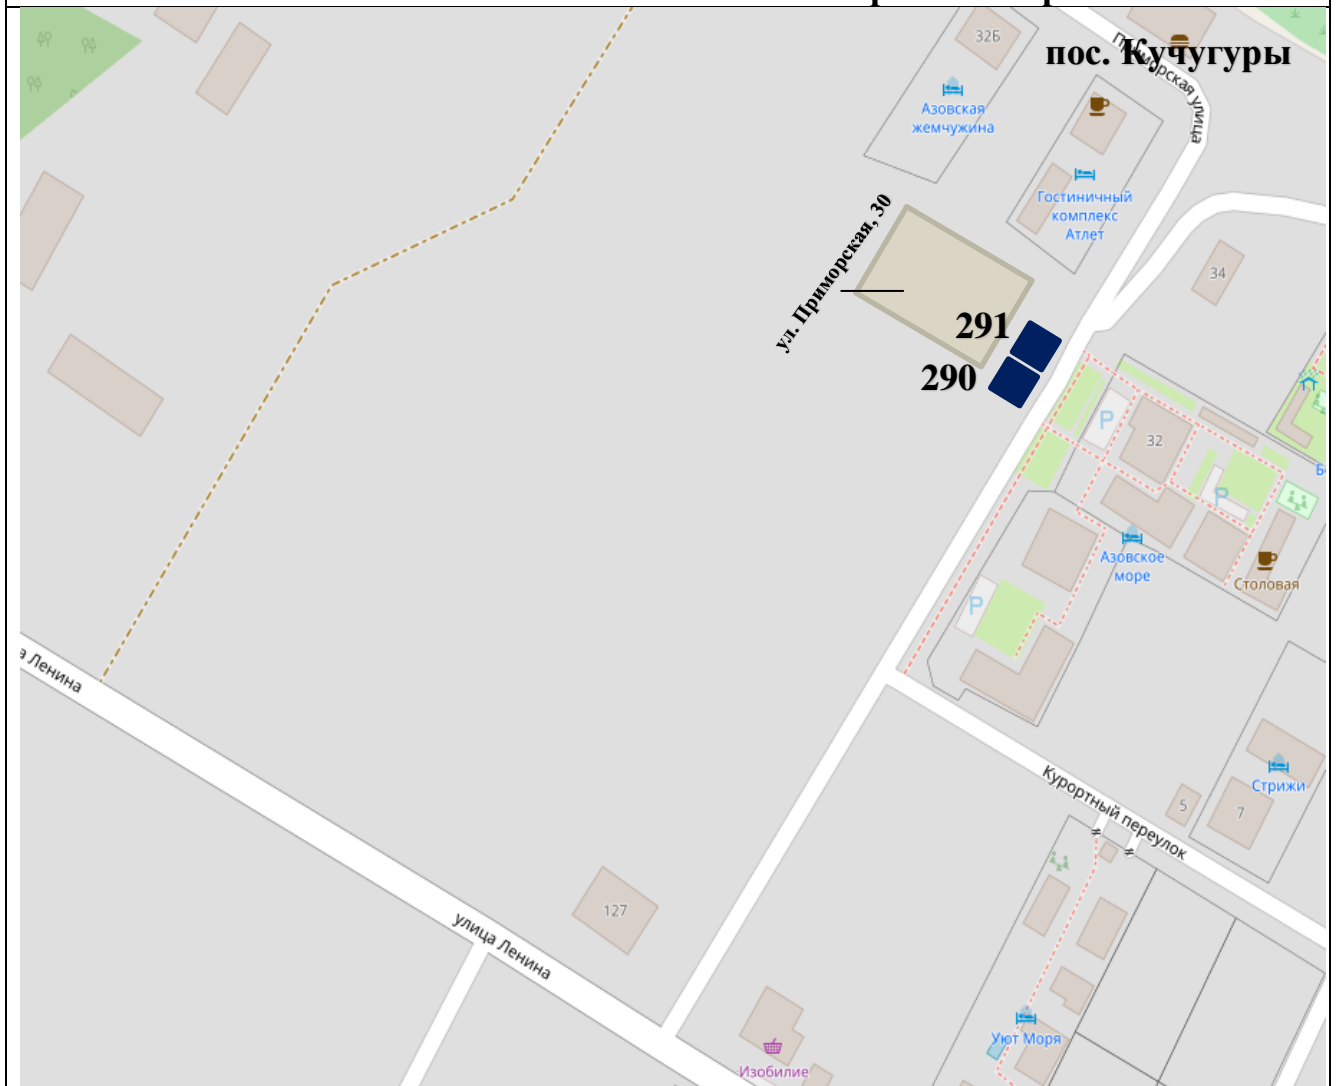 32Б
пос. Кучугуры
Приморская улица
Азовская
жемчужина
Гостиничный
комплекс
Атлет
ул. Приморская, 30
34
291
290
P
32
P
Азовское
море
Столовая
P
а Ленина
Стрижи
Курортный переулок
5
7
127
улица Ленина
Уют Моря
Изобилие